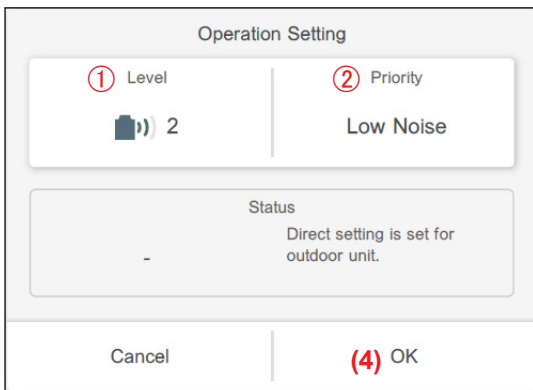 Operation Setting
① Level
② Priority
2
Low Noise
Status
-
Direct setting is set for
outdoor unit.
Cancel
(4) OK